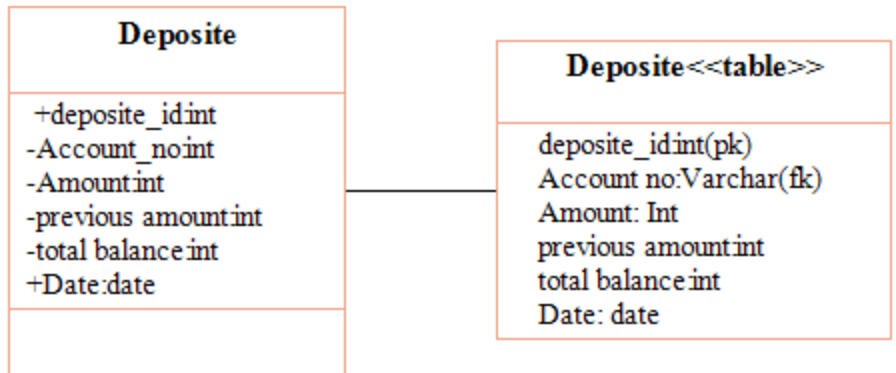 Deposite
+deposite_id:int
-Account_no:int
-Amount:int
-previous amount:int
-total balance:int
+Date:date
Deposite<<table>>
deposite_id:int(pk)
Account no:Varchar(fk)
Amount: Int
previous amount:int
total balance:int
Date: date